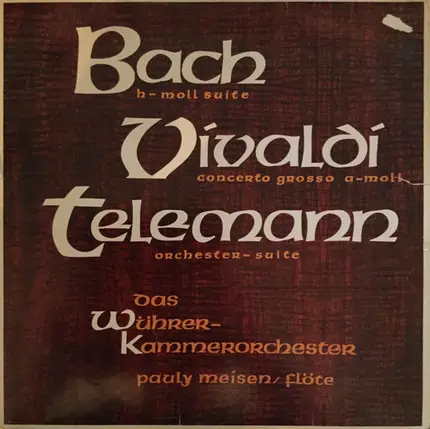 Bach
h-moll suite
Vivaldi
concerto grosso a-moll
Telemann
orchester-suite
das
Wührer-
Kammerorchester
pauly meisen/flöte